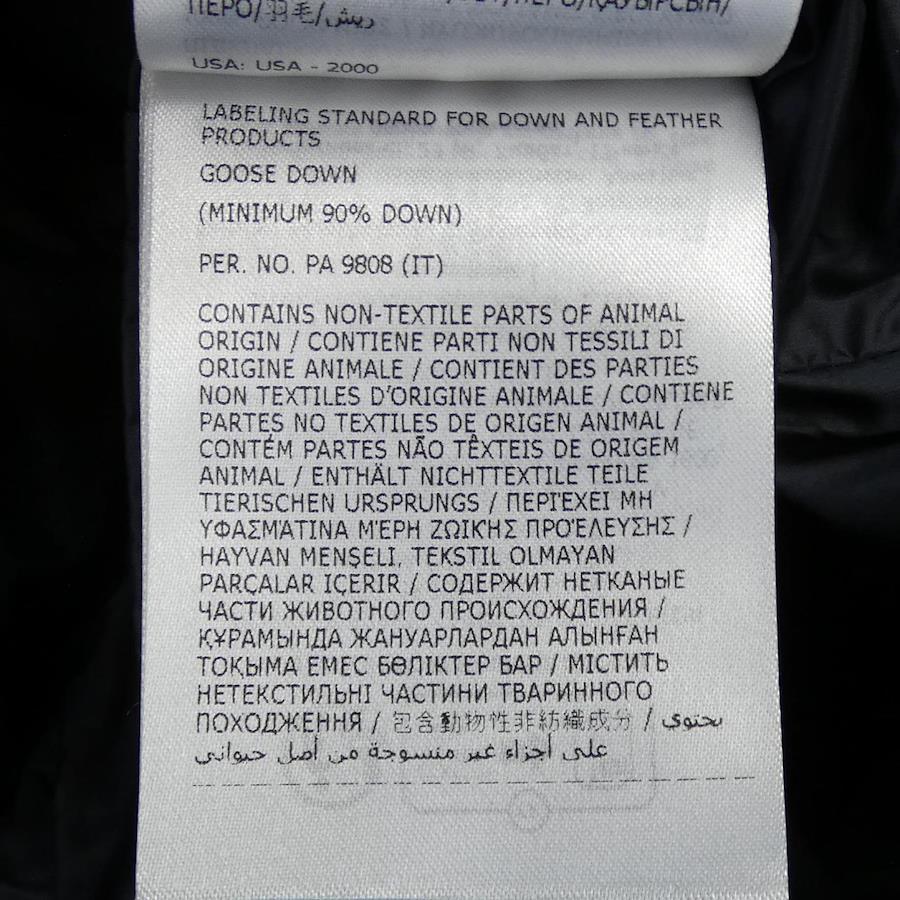 ПЕРО/羽毛/ريش/
USA: USA - 2000
LABELING STANDARD FOR DOWN AND FEATHER
PRODUCTS
GOOSE DOWN
(MINIMUM 90% DOWN)
PER. NO. PA 9808 (IT)
CONTAINS NON-TEXTILE PARTS OF ANIMAL
ORIGIN / CONTIENE PARTI NON TESSILI DI
ORIGINE ANIMALE / CONTIENT DES PARTIES
NON TEXTILES D'ORIGINE ANIMALE / CONTIENE
PARTES NO TEXTILES DE ORIGEN ANIMAL /
CONTÉM PARTES NÃO TÊXTEIS DE ORIGEM
ANIMAL / ENTHÄLT NICHTTEXTILE TEILE
TIERISCHEN URSPRUNGS / ΠΕΡΙΈΧΕΙ ΜΗ
ΥΦΑΣΜΆΤΙΝΑ ΜΈΡΗ ΖΩΙΚΉΣ ΠΡΟΈΛΕΥΣΗΣ /
HAYVAN MENŞELİ, TEKSTIL OLMAYAN
PARÇALAR IÇERIR / СОДЕРЖИТ НЕТКАНЫЕ
ЧАСТИ ЖИВОТНОГО ПРОИСХОЖДЕНИЯ /
ҚҰРАМЫНДА ЖАНУАРЛАРДАН АЛЫНҒАН
ТОҚЫМА ЕМЕС БӨЛІКТЕР БАР / МІСТИТЬ
НЕТЕКСТИЛЬНІ ЧАСТИНИ ТВАРИННОГО
ПОХОДЖЕННЯ / 包含動物性非紡織成分 / يحتوي
على أجزاء غير منسوجة من أصل حيواني